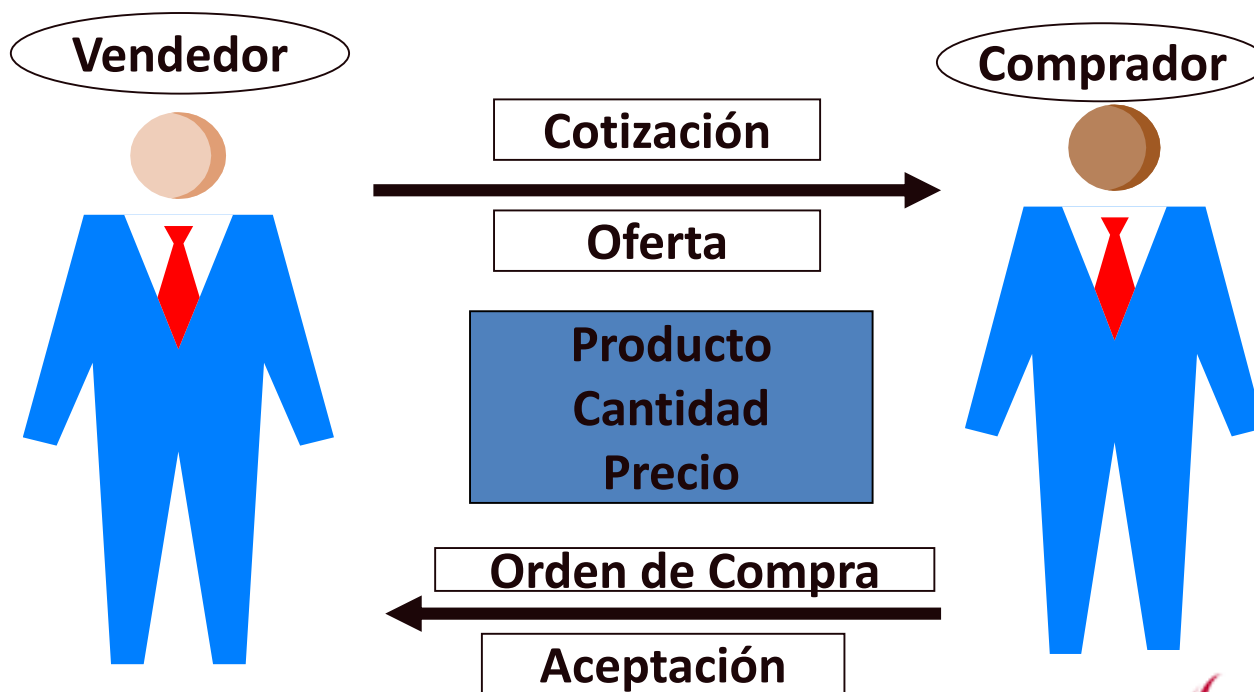 Vendedor
Comprador
Cotización
Oferta
Producto
Cantidad
Precio
Orden de Compra
Aceptación